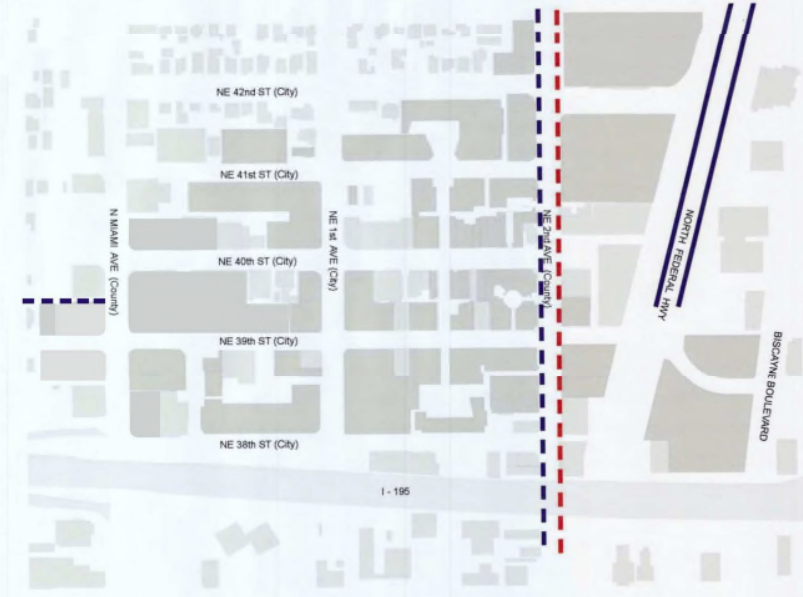 NE 42nd ST (City)
NE 41st ST (City)
N MIAMI AVE (County)
NE 1st AVE (City)
NE 2nd AVE (County)
NORTH FEDERAL HWY
NE 40th ST (City)
NE 39th ST (City)
BISCAYNE BOULEVARD
NE 38th ST (City)
I - 195